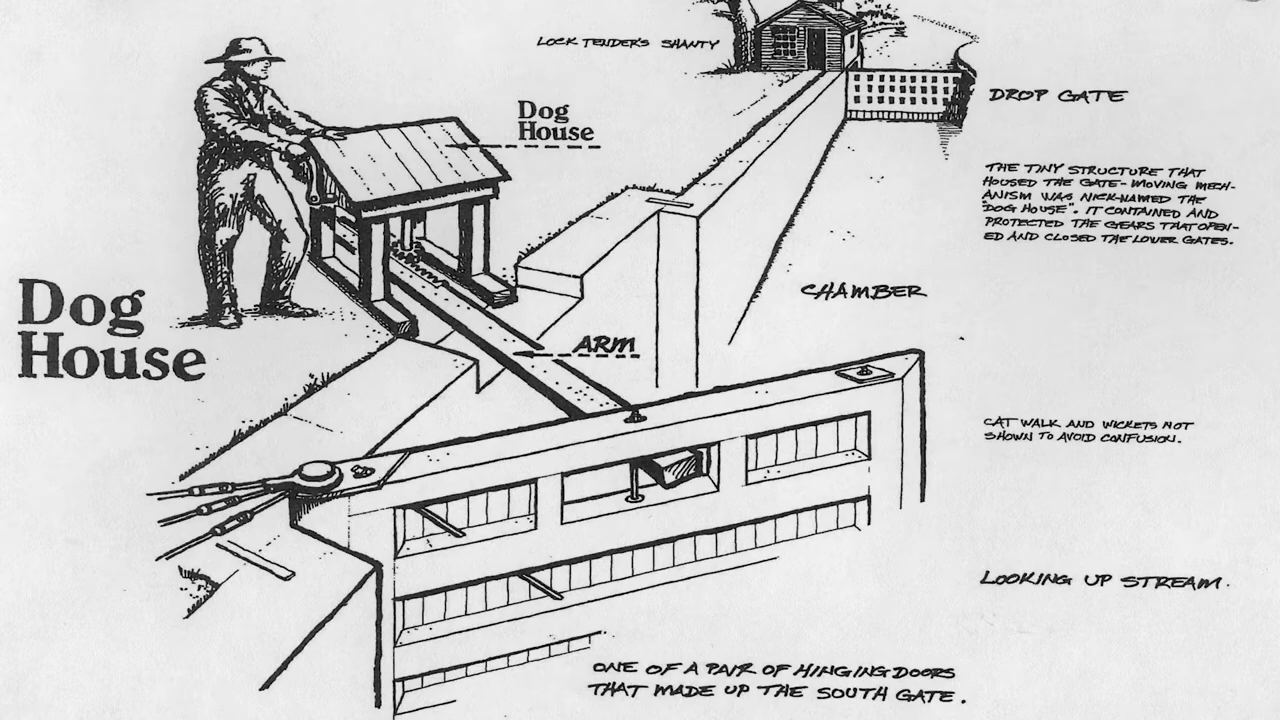 LOCK TENDER'S SHANTY
Dog
House
DROP GATE
THE TINY STRUCTURE THAT
HOUSED THE GATE-MOVING MECH-
ANISM WAS NICK-NAMED THE
"DOG HOUSE". IT CONTAINED AND
PROTECTED THE GEARS THAT OPEN-
ED AND CLOSED THE LOWER GATES.
Dog
House
CHAMBER
ARM
CAT WALK AND WICKETS NOT
SHOWN TO AVOID CONFUSION.
LOOKING UP STREAM.
ONE OF A PAIR OF HINGING DOORS
THAT MADE UP THE SOUTH GATE.